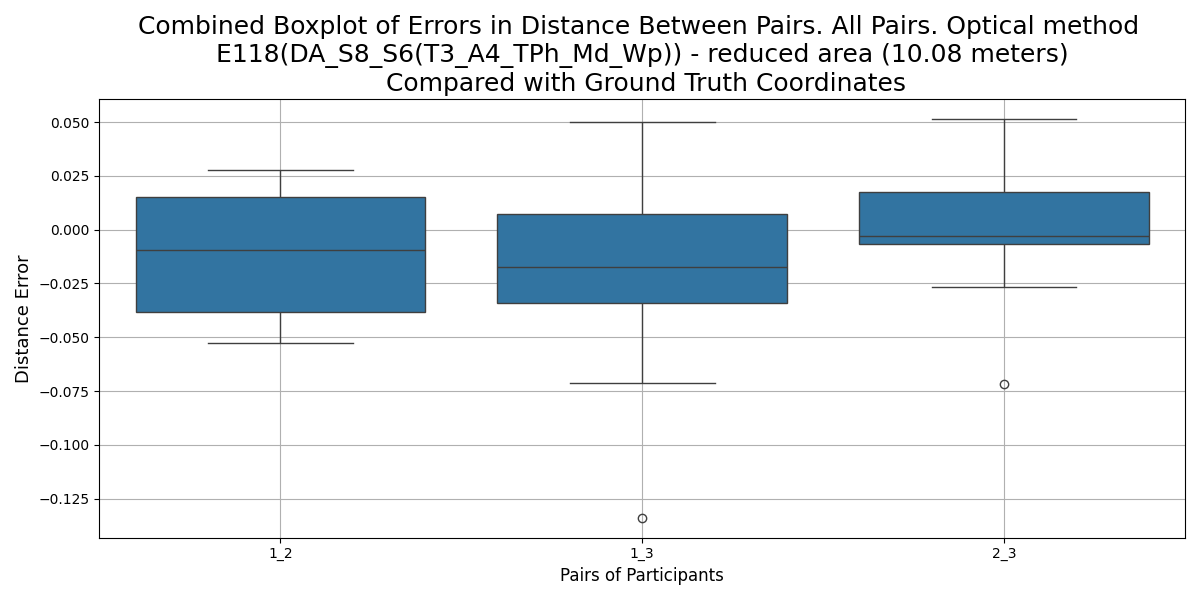 Combined Boxplot of Errors in Distance Between Pairs. All Pairs. Optical method
E118(DA_S8_S6(T3_A4_TPh_Md_Wp)) - reduced area (10.08 meters)
Compared with Ground Truth Coordinates
Distance Error
0.050
0.025
0.000
−0.025
−0.050
−0.075
−0.100
−0.125
1_2
1_3
2_3
Pairs of Participants